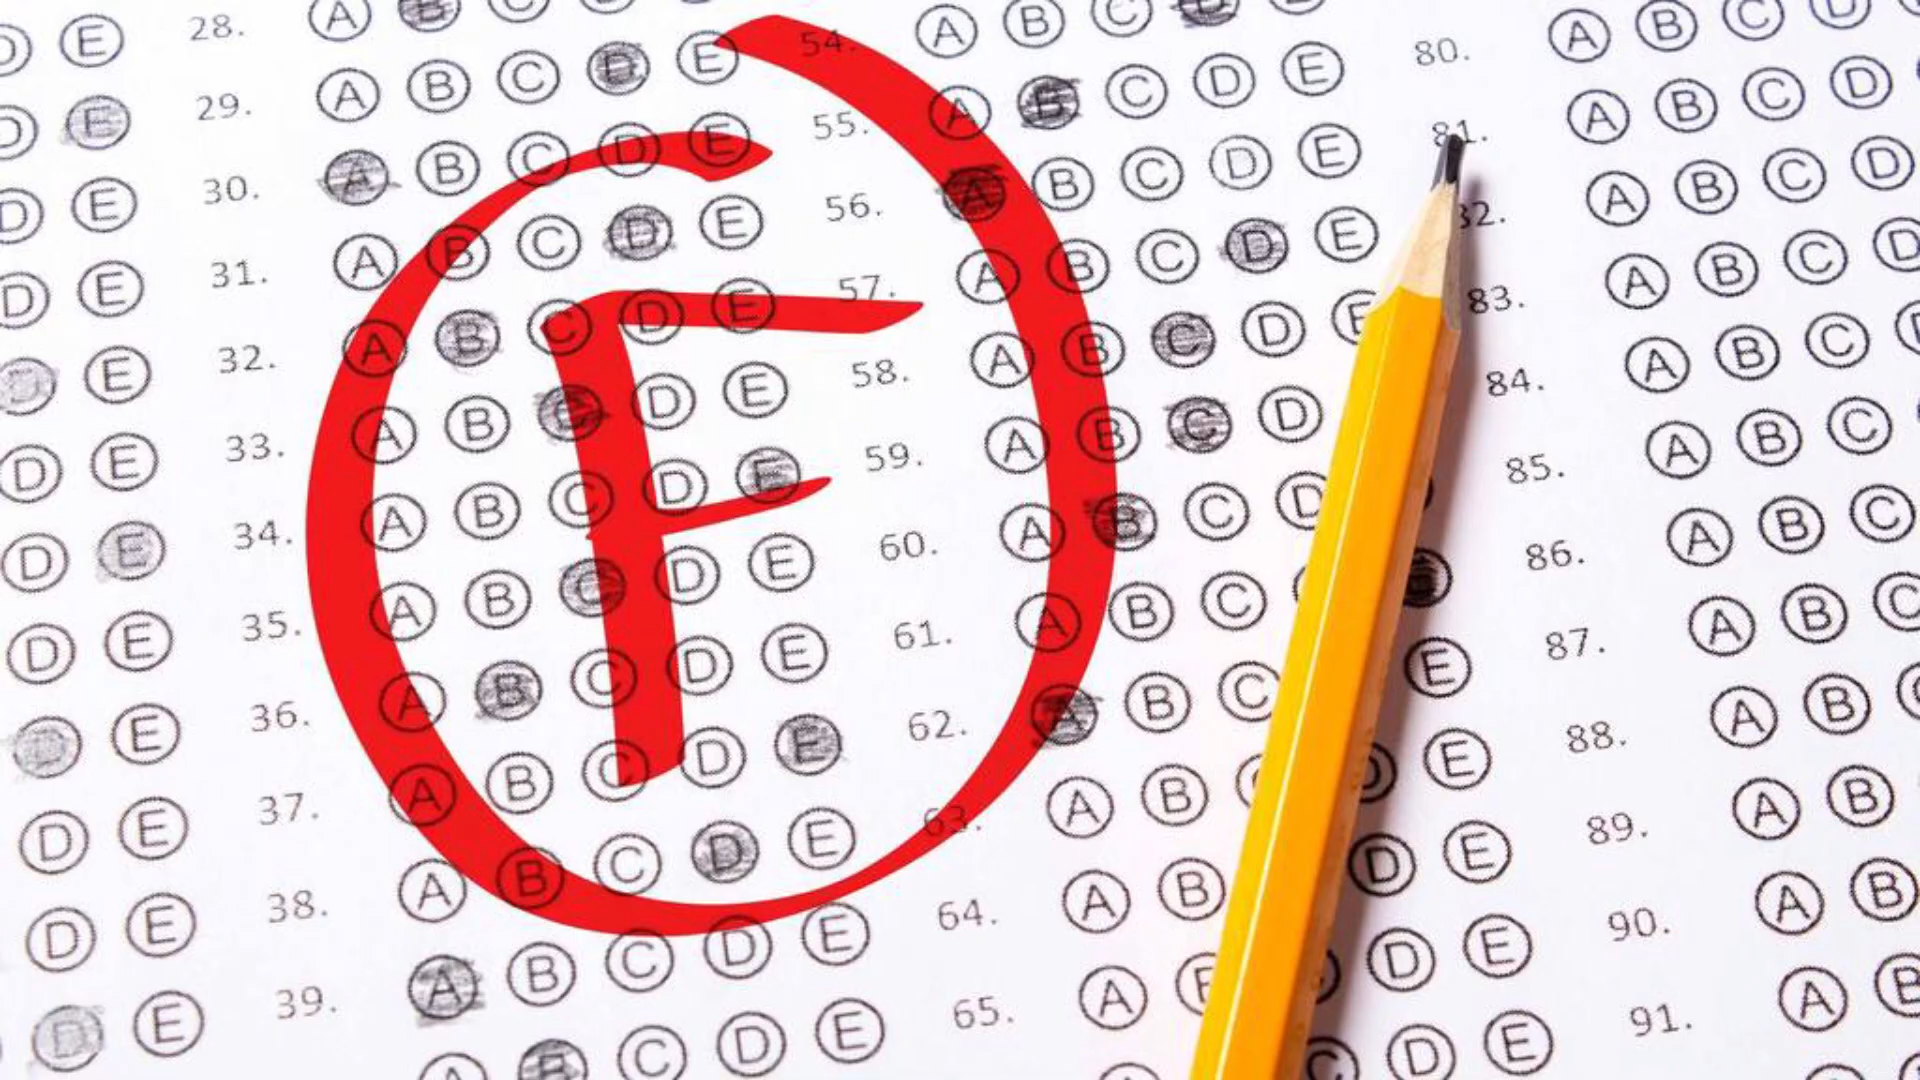 D E 28. A B C
D E 29. A B C D E 54. A B C D
D E 30. A B C D E 55. A B C D E 80. A B C D
D E 31. A B C D E 56. A B C D E 81. A B C D
D E 32. A B C D E 57. A B C D E A B C D
D E 33. A B C D E 58. A B C D E 83. A B C D
D E 34. A B C D E 59. A B C D 84. A B C
D E 35. A B C D E 60. A B C D 85. A B C
D E 36. A B C D E 61. A B C 86. A B C
D E 37. A B C D E 62. A B C E 87. A B C
D E 38. A B C D E 63. A B D E 88. A B
D E 39. A B C D E 64. A B D E 89. A B
A B C D E 65. A D E 90. A B
C D E 91. A B
F